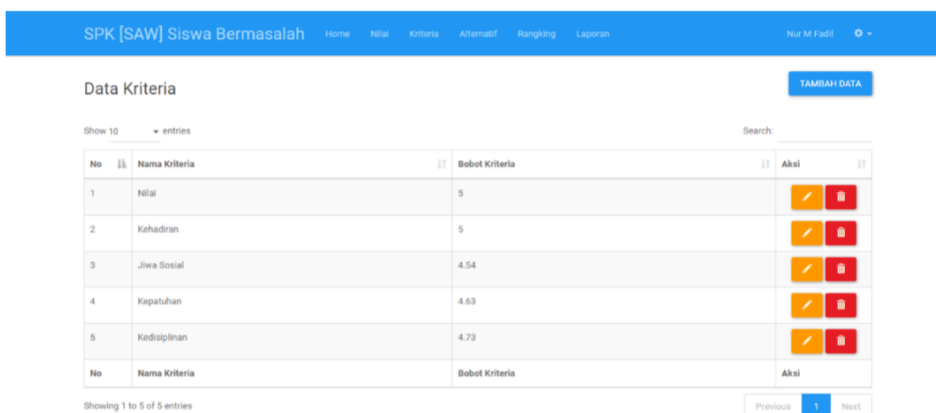 SPK [SAW] Siswa Bermasalah Home Nilai Kriteria Alternatif Rangking Laporan Nur M Fadil
Data Kriteria TAMBAH DATA
Show 10 entries Search:
No Nama Kriteria Bobot Kriteria Aksi
1 Nilai 5
2 Kehadiran 5
3 Jiwa Sosial 4.54
4 Kepatuhan 4.63
5 Kedisiplinan 4.73
No Nama Kriteria Bobot Kriteria Aksi
Showing 1 to 5 of 5 entries Previous 1 Next